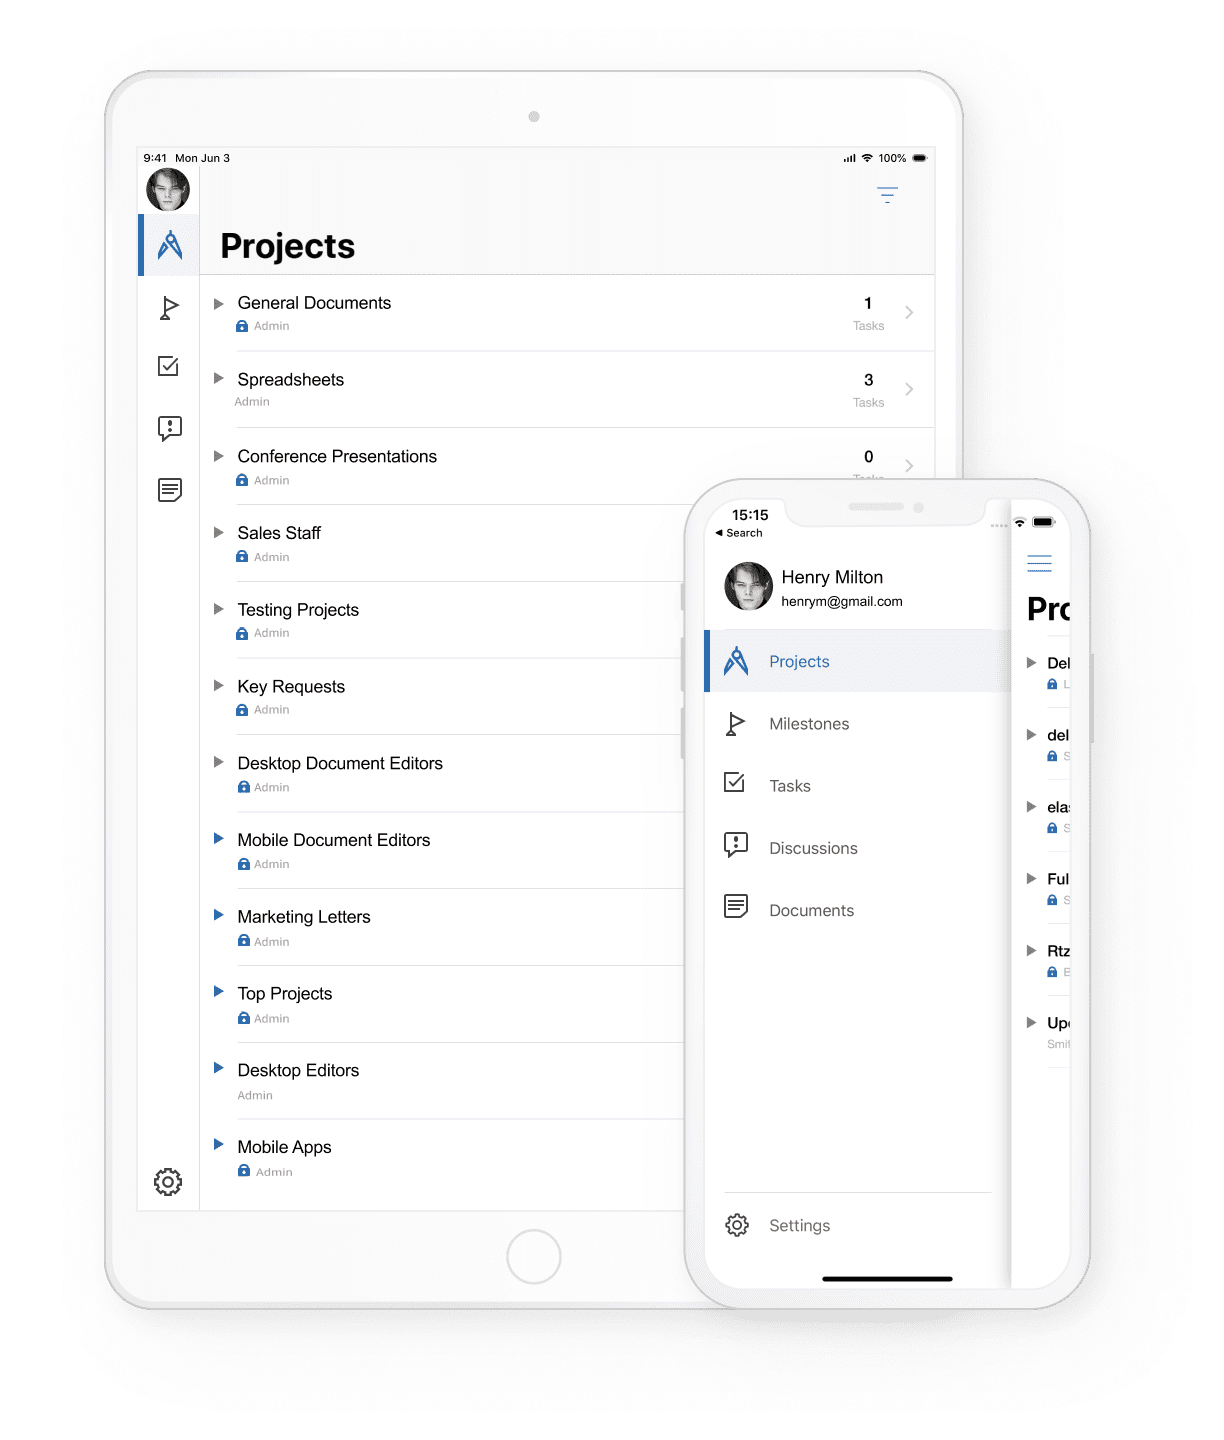 9:41 Mon Jun 3
100%
Projects
General Documents
Admin
1
Tasks
Spreadsheets
Admin
3
Tasks
Conference Presentations
Admin
0
Tasks
Sales Staff
Admin
Testing Projects
Admin
Key Requests
Admin
Desktop Document Editors
Admin
Mobile Document Editors
Admin
Marketing Letters
Admin
Top Projects
Admin
Desktop Editors
Admin
Mobile Apps
Admin
15:15
◀ Search
Henry Milton
henrym@gmail.com
Projects
Milestones
Tasks
Discussions
Documents
Settings
Pro
Del
L
del
S
elas
S
Ful
S
Rtz
Upd
Smit